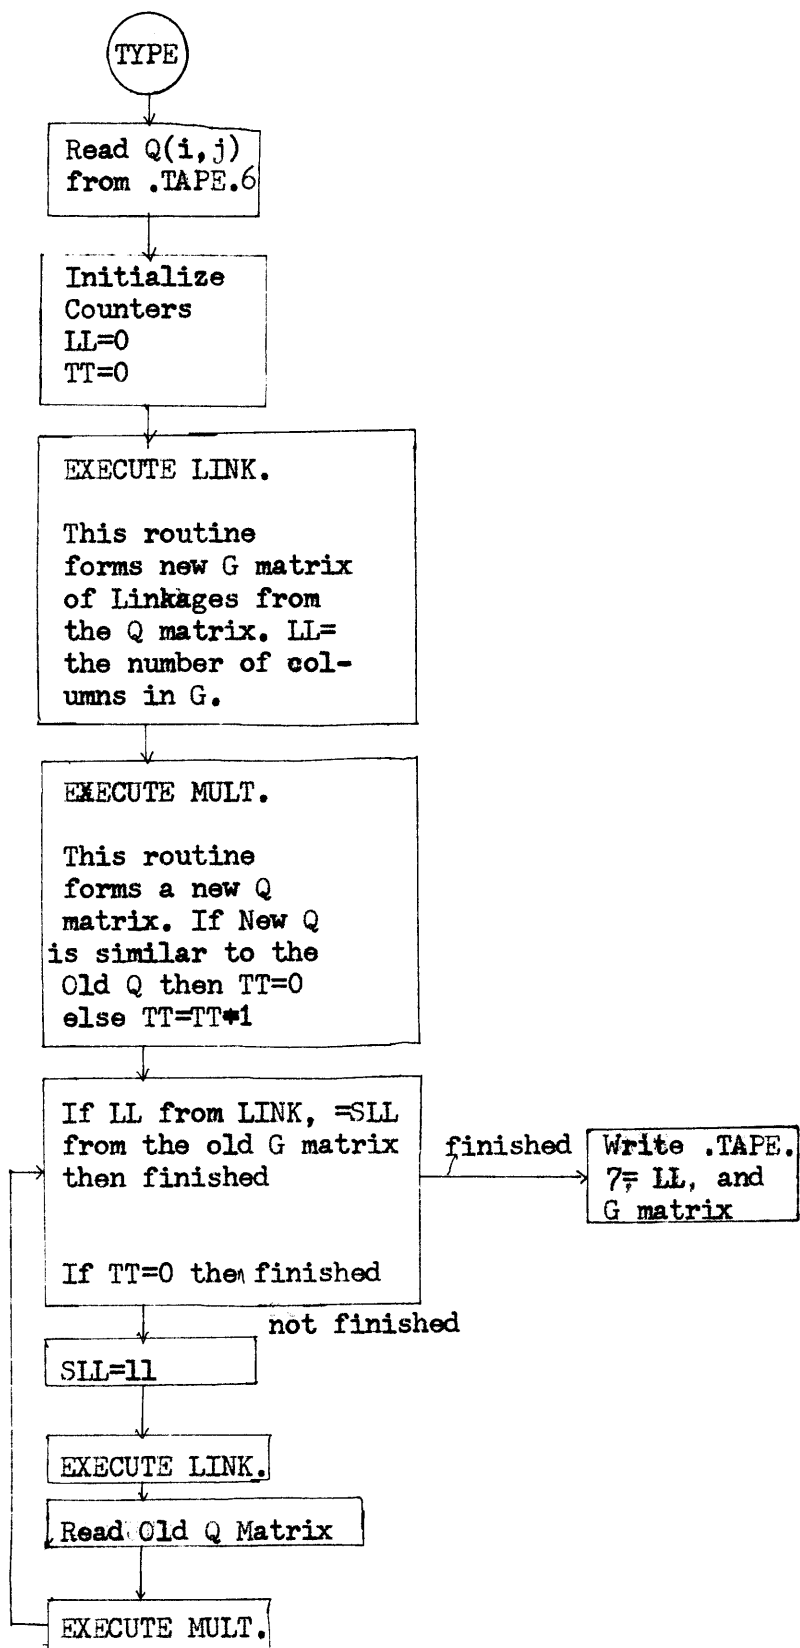 TYPE
Read Q(i,j)
from .TAPE.6
Initialize
Counters
LL=0
TT=0
EXECUTE LINK.
This routine
forms new G matrix
of Linkages from
the Q matrix. LL=
the number of col-
umns in G.
EXECUTE MULT.
This routine
forms a new Q
matrix. If New Q
is similar to the
Old Q then TT=0
else TT=TT+1
If LL from LINK, =SLL
from the old G matrix
then finished
If TT=0 then finished
finished
Write .TAPE.
7= LL, and
G matrix
not finished
SLL=ll
EXECUTE LINK.
Read Old Q Matrix
EXECUTE MULT.